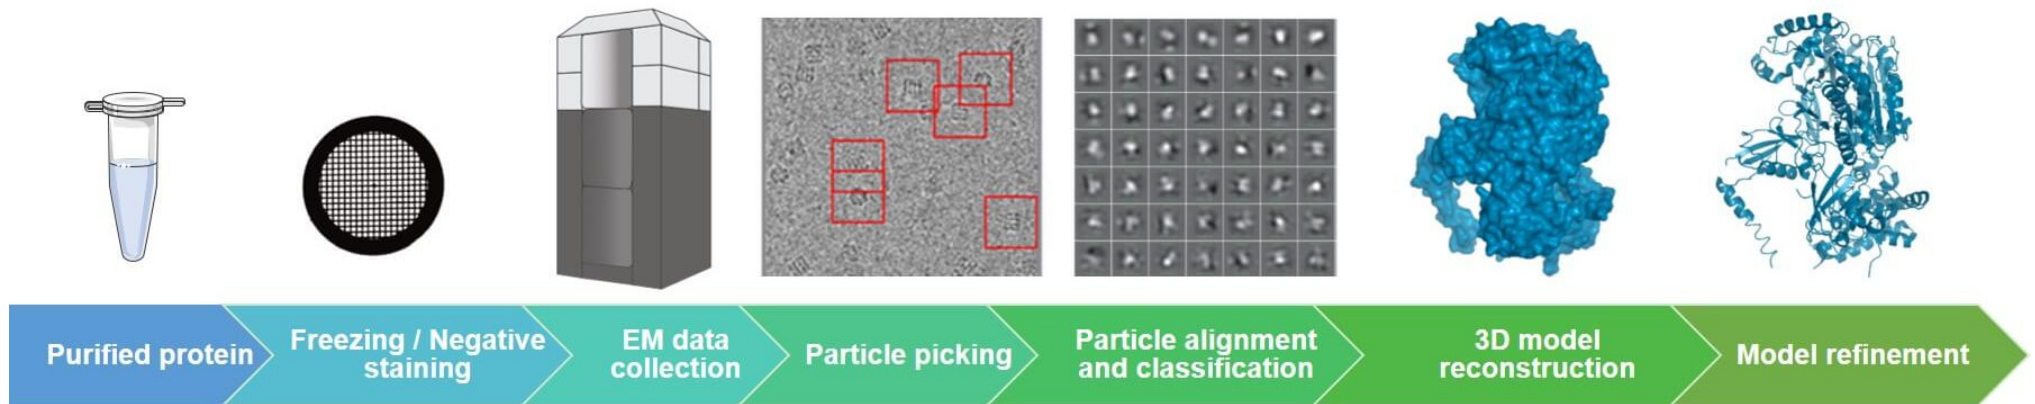 Purified protein
Freezing / Negative
staining
EM data
collection
Particle picking
Particle alignment
and classification
3D model
reconstruction
Model refinement